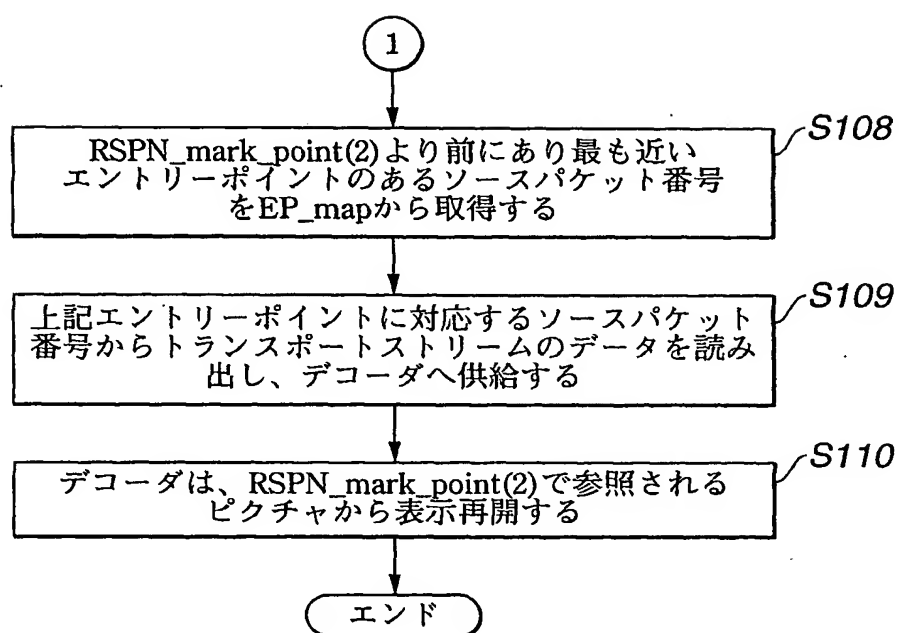 1
S108
RSPN_mark_point(2)より前にあり最も近い
エントリーポイントのあるソースパケット番号
をEP_mapから取得する
S109
上記エントリーポイントに対応するソースパケット
番号からトランスポートストリームのデータを読み
出し、デコーダへ供給する
S110
デコーダは、RSPN_mark_point(2)で参照される
ピクチャから表示再開する
エンド